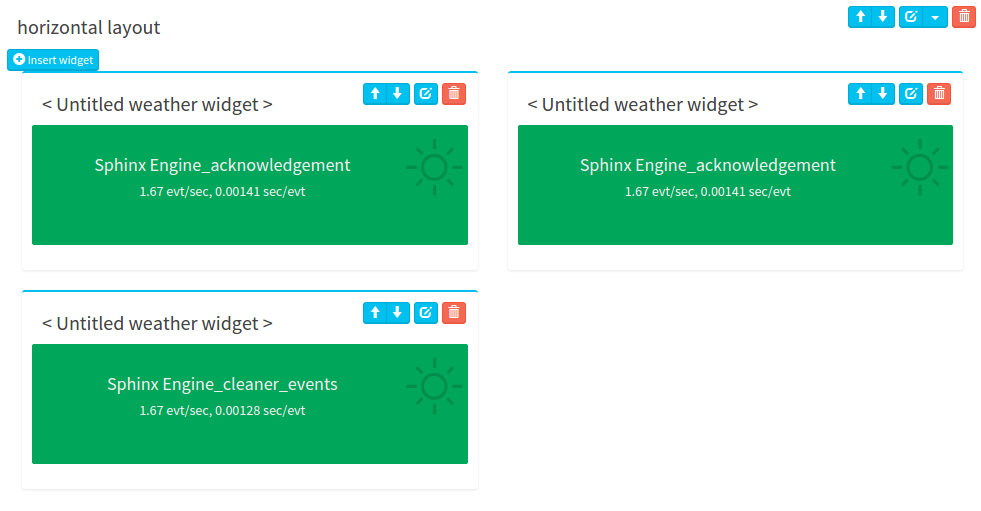 horizontal layout
Insert widget
< Untitled weather widget >
Sphinx Engine_acknowledgement
1.67 evt/sec, 0.00141 sec/evt
< Untitled weather widget >
Sphinx Engine_acknowledgement
1.67 evt/sec, 0.00141 sec/evt
< Untitled weather widget >
Sphinx Engine_cleaner_events
1.67 evt/sec, 0.00128 sec/evt